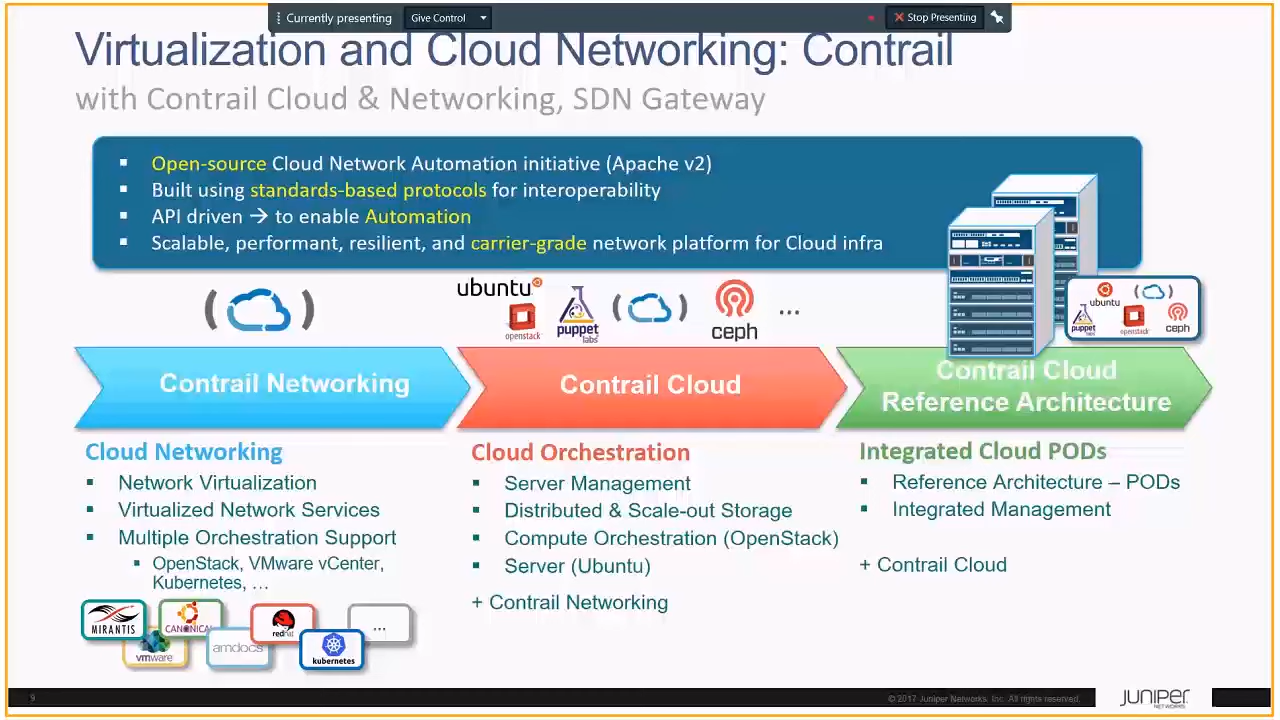 Currently presenting
Give Control
Stop Presenting
Virtualization and Cloud Networking: Contrail
with Contrail Cloud & Networking, SDN Gateway
▪ Open-source Cloud Network Automation initiative (Apache v2)
▪ Built using standards-based protocols for interoperability
▪ API driven → to enable Automation
▪ Scalable, performant, resilient, and carrier-grade network platform for Cloud infra
ubuntu
openstack
puppet
labs
ceph
...
ubuntu
puppet
labs
openstack
ceph
Contrail Networking
Contrail Cloud
Contrail Cloud
Reference Architecture
Cloud Networking
▪ Network Virtualization
▪ Virtualized Network Services
▪ Multiple Orchestration Support
▪ OpenStack, VMware vCenter,
Kubernetes, …
MIRANTIS
CANONICAL
redhat
...
vmware
amdocs
kubernetes
Cloud Orchestration
▪ Server Management
▪ Distributed & Scale-out Storage
▪ Compute Orchestration (OpenStack)
▪ Server (Ubuntu)
+ Contrail Networking
Integrated Cloud PODs
▪ Reference Architecture – PODs
▪ Integrated Management
+ Contrail Cloud
9
© 2017 Juniper Networks, Inc. All rights reserved.
JUNIPER
NETWORKS